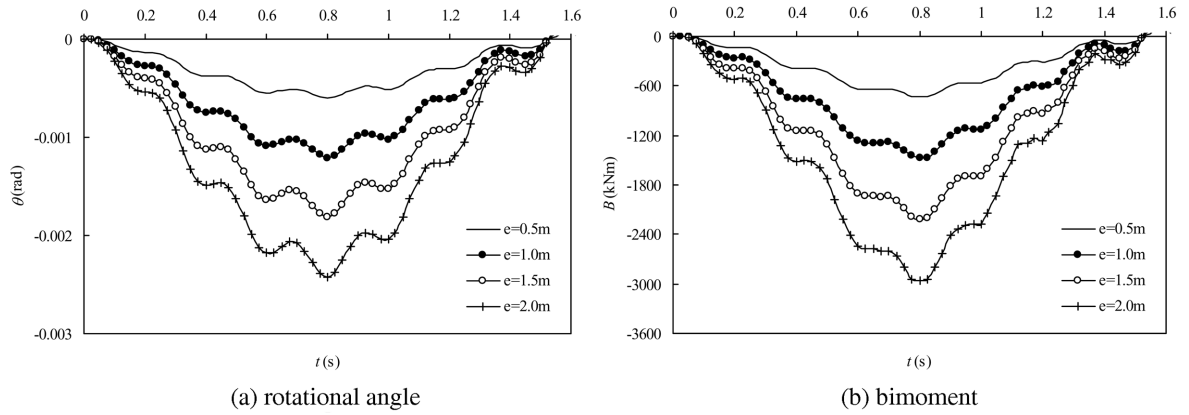 0 0.2 0.4 0.6 0.8 1 1.2 1.4 1.6
0
-0.001
-0.002
-0.003
θ(rad)
e=0.5m
e=1.0m
e=1.5m
e=2.0m
t (s)
(a) rotational angle
0 0.2 0.4 0.6 0.8 1 1.2 1.4 1.6
0
-600
-1200
-1800
-2400
-3000
-3600
B (kNm)
e=0.5m
e=1.0m
e=1.5m
e=2.0m
t (s)
(b) bimoment